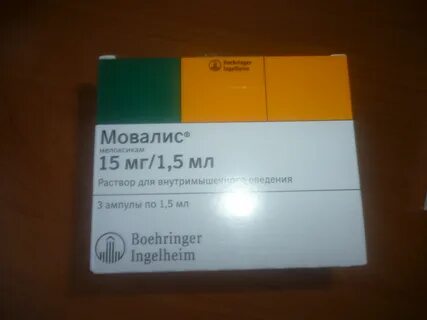 Boehringer
Ingelheim
Мовалис®
мелоксикам
15 мг/1,5 мл
Раствор для внутримышечного введения
3 ампулы по 1,5 мл
Boehringer
Ingelheim